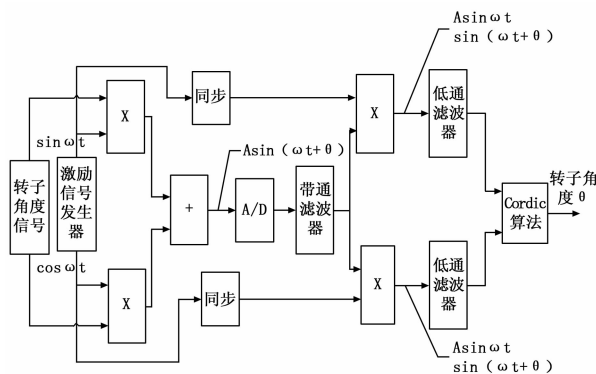 Asinωt
sin（ωt+θ）
X
同步
X
低通
滤波
器
sinωt
Asin（ωt+θ）
转子
角度
信号
激励
信号
发生
器
+
A/D
带通
滤波
器
Cordic
算法
转子角
度 θ
cosωt
X
同步
X
低通
滤波
器
Asinωt
sin（ωt+θ）